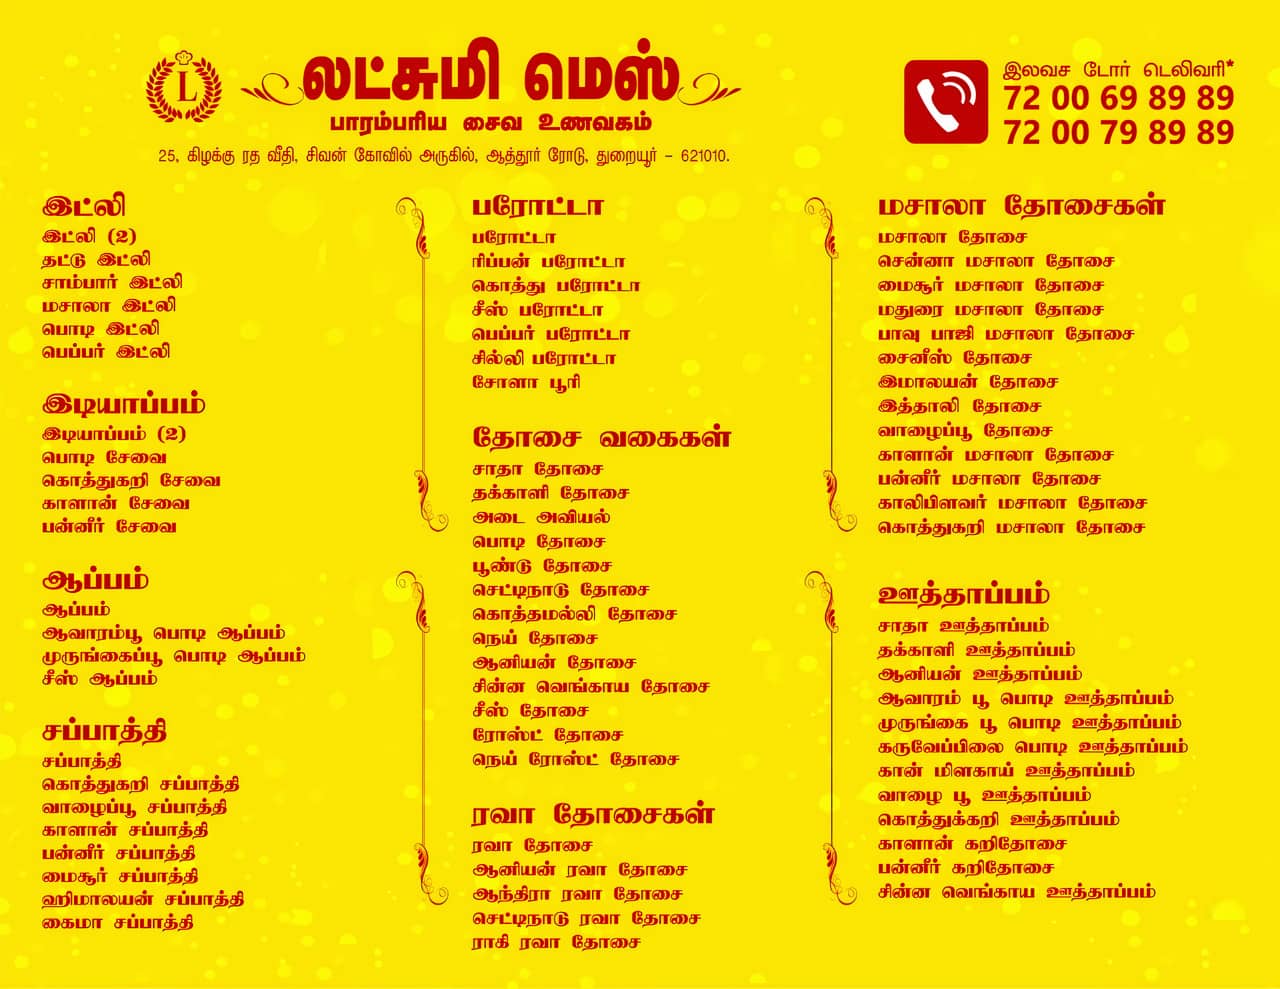 L
லட்சுமி மெஸ்
பாரம்பரிய சைவ உணவகம்
25, கிழக்கு ரத வீதி, சிவன் கோவில் அருகில், ஆத்தூர் ரோடு, துறையூர் – 621010.
இலவச டோர் டெலிவரி*
72 00 69 89 89
72 00 79 89 89
இட்லி
இட்லி (2)
தட்டு இட்லி
சாம்பார் இட்லி
மசாலா இட்லி
பொடி இட்லி
பெப்பர் இட்லி
இடியாப்பம்
இடியாப்பம் (2)
பொடி சேவை
கொத்துகறி சேவை
காளான் சேவை
பன்னீர் சேவை
ஆப்பம்
ஆப்பம்
ஆவாரம்பூ பொடி ஆப்பம்
முருங்கைப்பூ பொடி ஆப்பம்
சீஸ் ஆப்பம்
சப்பாத்தி
சப்பாத்தி
கொத்துகறி சப்பாத்தி
வாழைப்பூ சப்பாத்தி
காளான் சப்பாத்தி
பன்னீர் சப்பாத்தி
மைசூர் சப்பாத்தி
ஹிமாலயன் சப்பாத்தி
கைமா சப்பாத்தி
பரோட்டா
பரோட்டா
ரிப்பன் பரோட்டா
கொத்து பரோட்டா
சீஸ் பரோட்டா
பெப்பர் பரோட்டா
சில்லி பரோட்டா
சோளா பூரி
தோசை வகைகள்
சாதா தோசை
தக்காளி தோசை
அடை அவியல்
பொடி தோசை
பூண்டு தோசை
செட்டிநாடு தோசை
கொத்தமல்லி தோசை
நெய் தோசை
ஆனியன் தோசை
சின்ன வெங்காய தோசை
சீஸ் தோசை
ரோஸ்ட் தோசை
நெய் ரோஸ்ட் தோசை
ரவா தோசைகள்
ரவா தோசை
ஆனியன் ரவா தோசை
ஆந்திரா ரவா தோசை
செட்டிநாடு ரவா தோசை
ராகி ரவா தோசை
மசாலா தோசைகள்
மசாலா தோசை
சென்னா மசாலா தோசை
மைசூர் மசாலா தோசை
மதுரை மசாலா தோசை
பாவு பாஜி மசாலா தோசை
சைனீஸ் தோசை
இமாலயன் தோசை
இத்தாலி தோசை
வாழைப்பூ தோசை
காளான் மசாலா தோசை
பன்னீர் மசாலா தோசை
காலிபிளவர் மசாலா தோசை
கொத்துகறி மசாலா தோசை
ஊத்தாப்பம்
சாதா ஊத்தாப்பம்
தக்காளி ஊத்தாப்பம்
ஆனியன் ஊத்தாப்பம்
ஆவாரம் பூ பொடி ஊத்தாப்பம்
முருங்கை பூ பொடி ஊத்தாப்பம்
கருவேப்பிலை பொடி ஊத்தாப்பம்
கான் மிளகாய் ஊத்தாப்பம்
வாழை பூ ஊத்தாப்பம்
கொத்துக்கறி ஊத்தாப்பம்
காளான் கறிதோசை
பன்னீர் கறிதோசை
சின்ன வெங்காய ஊத்தாப்பம்